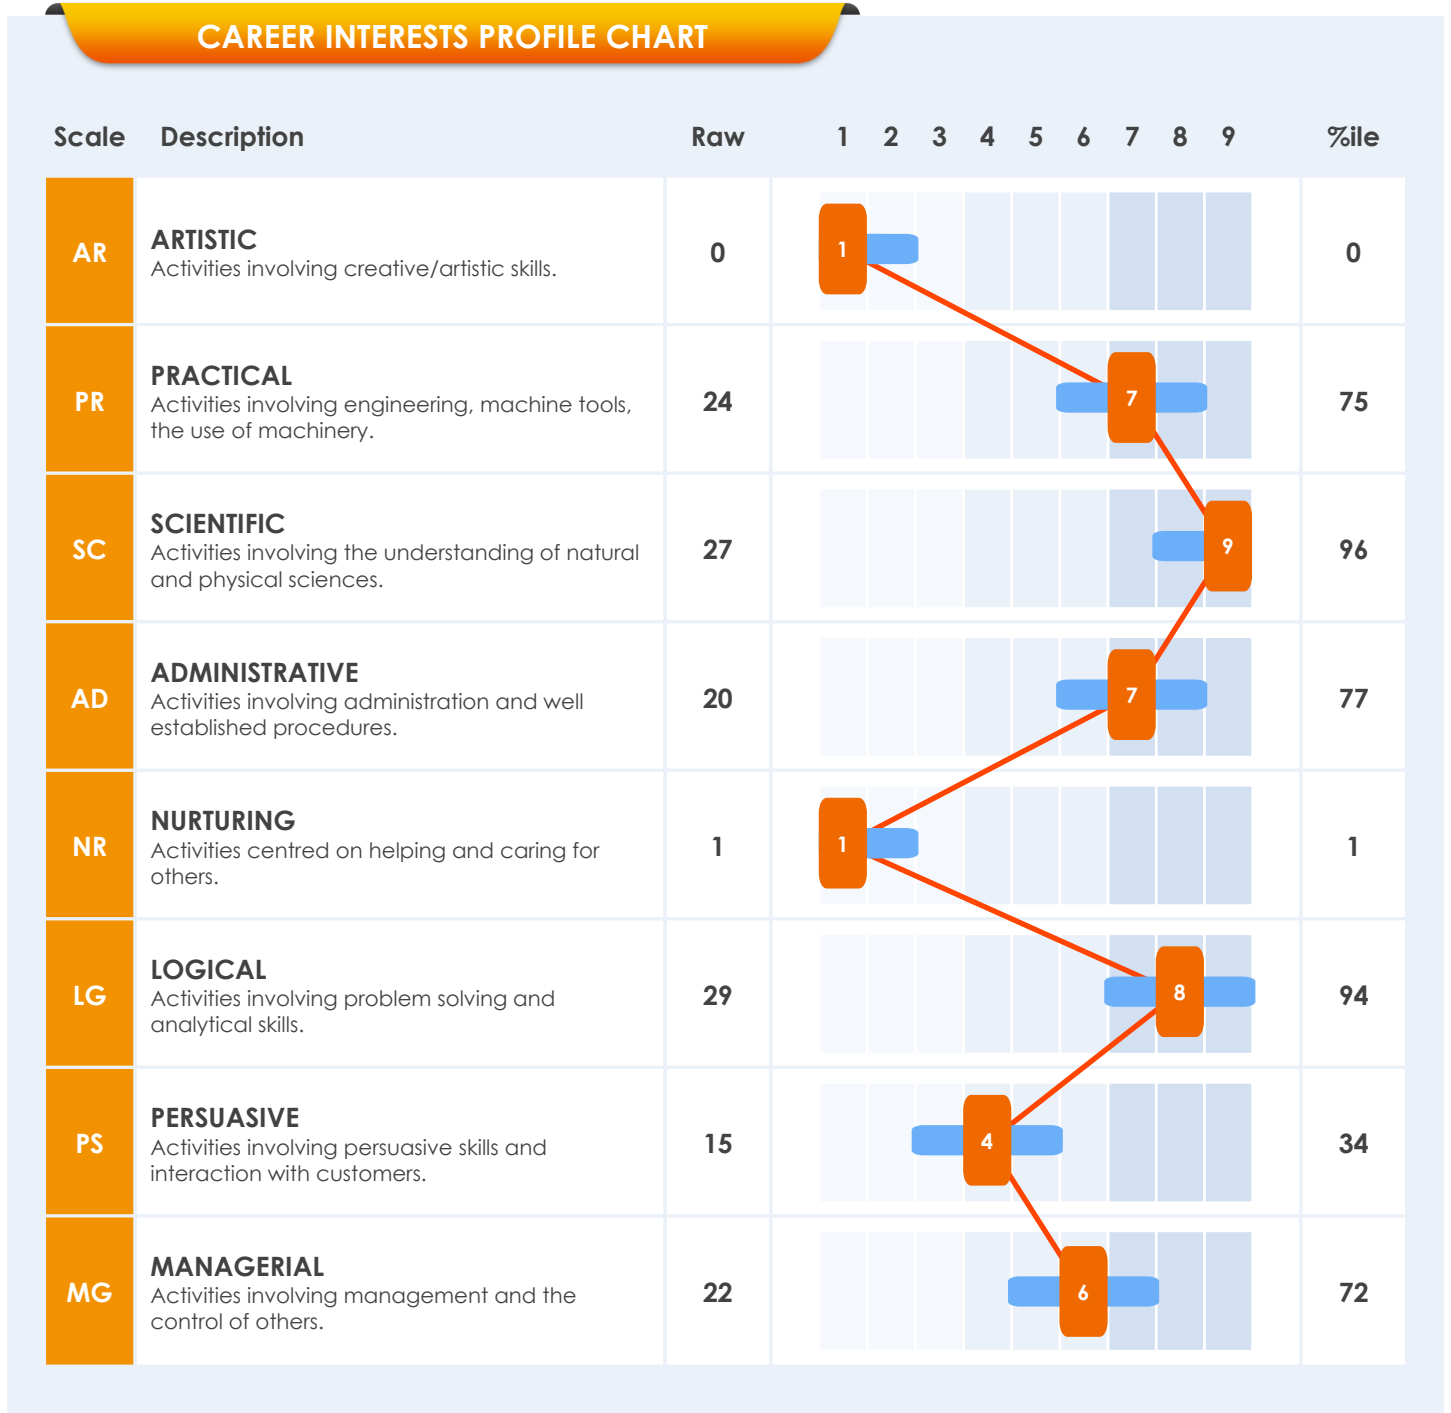 CAREER INTERESTS PROFILE CHART
Scale Description Raw 1 2 3 4 5 6 7 8 9 %ile
AR
ARTISTIC
Activities involving creative/artistic skills.
0
1
0
PR
PRACTICAL
Activities involving engineering, machine tools,
the use of machinery.
24
7
75
SC
SCIENTIFIC
Activities involving the understanding of natural
and physical sciences.
27
9
96
AD
ADMINISTRATIVE
Activities involving administration and well
established procedures.
20
7
77
NR
NURTURING
Activities centred on helping and caring for
others.
1
1
1
LG
LOGICAL
Activities involving problem solving and
analytical skills.
29
8
94
PS
PERSUASIVE
Activities involving persuasive skills and
interaction with customers.
15
4
34
MG
MANAGERIAL
Activities involving management and the
control of others.
22
6
72